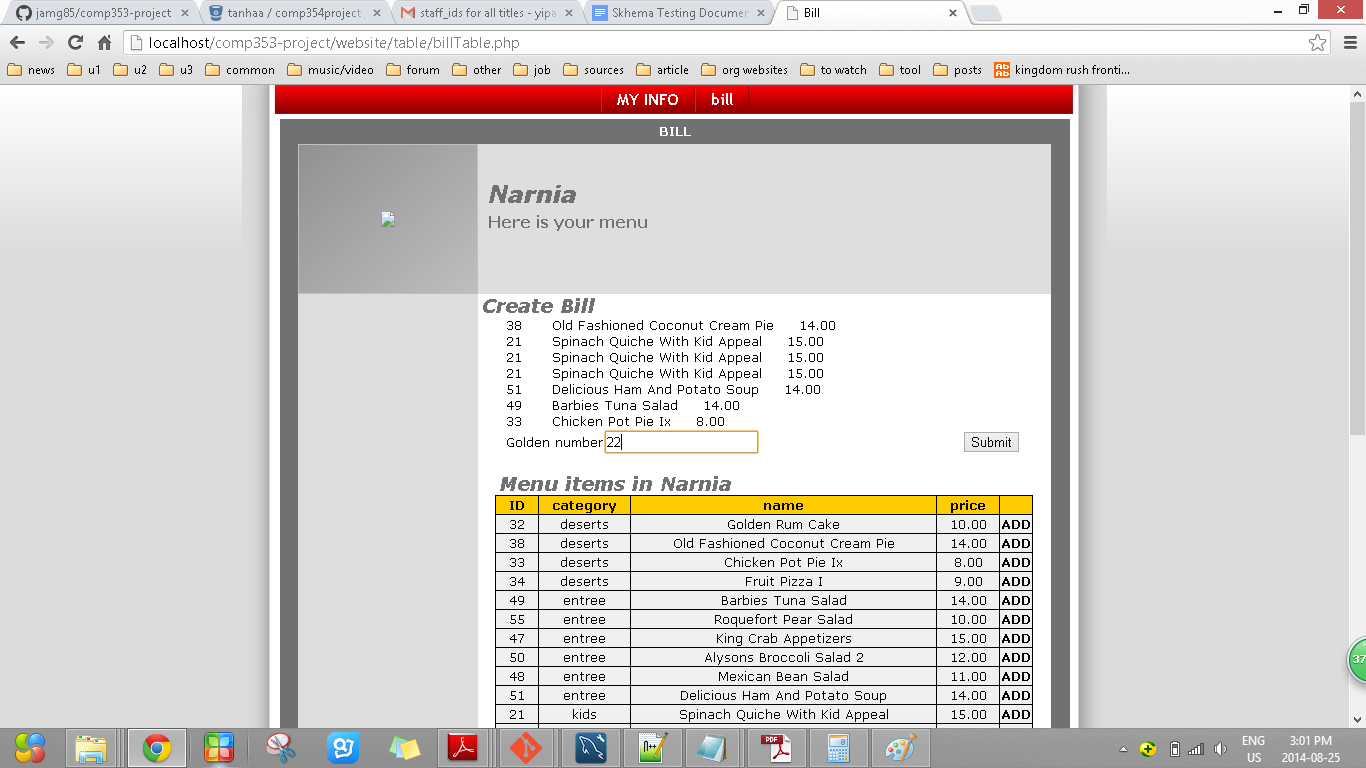 jamg85/comp353-project
tanhaa / comp354project
staff_ids for all titles - yipa
Skhema Testing Documen
Bill
localhost/comp353-project/website/table/billTable.php
news u1 u2 u3 common music/video forum other job sources article org websites to watch tool posts kingdom rush fronti...
MY INFO bill
BILL
Narnia
Here is your menu
Create Bill
38 Old Fashioned Coconut Cream Pie 14.00
21 Spinach Quiche With Kid Appeal 15.00
21 Spinach Quiche With Kid Appeal 15.00
21 Spinach Quiche With Kid Appeal 15.00
51 Delicious Ham And Potato Soup 14.00
49 Barbies Tuna Salad 14.00
33 Chicken Pot Pie Ix 8.00
Golden number 22 Submit
Menu items in Narnia
ID category name price
32 deserts Golden Rum Cake 10.00 ADD
38 deserts Old Fashioned Coconut Cream Pie 14.00 ADD
33 deserts Chicken Pot Pie Ix 8.00 ADD
34 deserts Fruit Pizza I 9.00 ADD
49 entree Barbies Tuna Salad 14.00 ADD
55 entree Roquefort Pear Salad 10.00 ADD
47 entree King Crab Appetizers 15.00 ADD
50 entree Alysons Broccoli Salad 2 12.00 ADD
48 entree Mexican Bean Salad 11.00 ADD
51 entree Delicious Ham And Potato Soup 14.00 ADD
21 kids Spinach Quiche With Kid Appeal 15.00 ADD
37
ENG 3:01 PM
US 2014-08-25